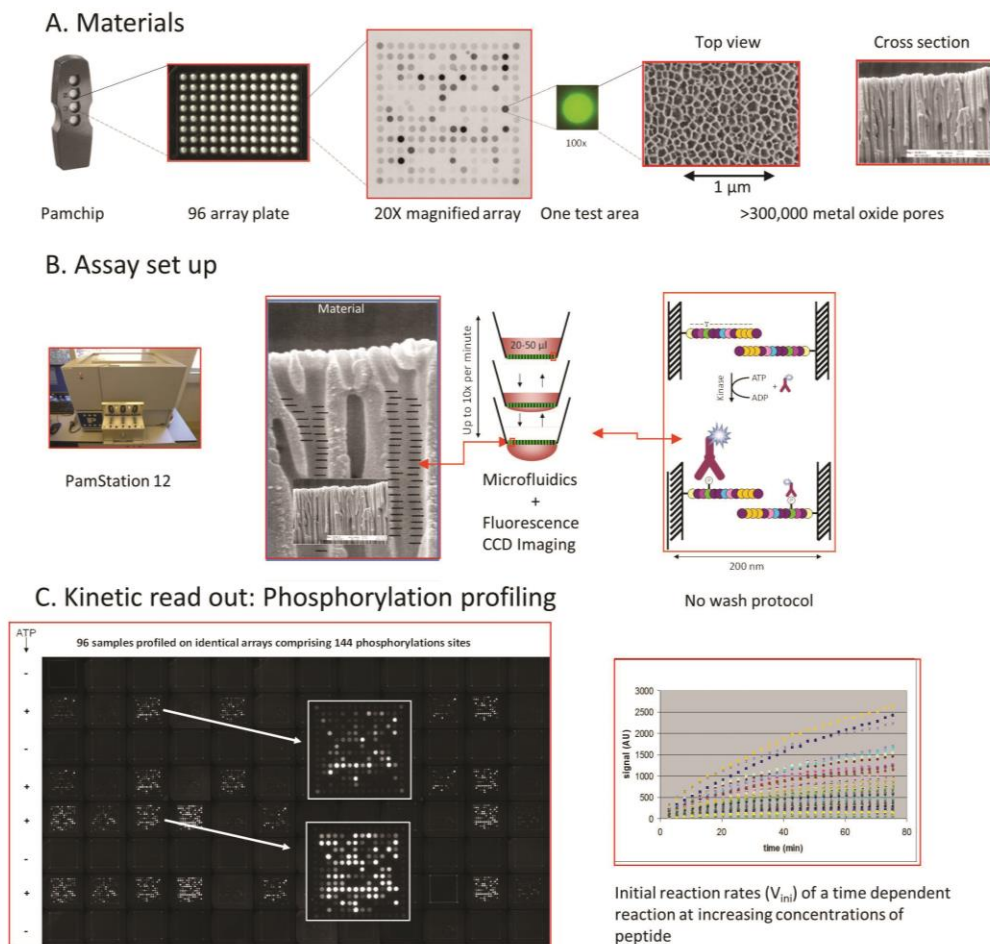 A. Materials
Top view
Cross section
100x
1 µm
Pamchip
96 array plate
20X magnified array
One test area
>300,000 metal oxide pores
B. Assay set up
Material
Up to 10x per minute
20-50 µl
T
Kinase
ATP
ADP
+
PamStation 12
Microfluidics
+
Fluorescence
CCD Imaging
200 nm
No wash protocol
C. Kinetic read out: Phosphorylation profiling
ATP
96 samples profiled on identical arrays comprising 144 phosphorylations sites
-
+
-
+
+
-
+
-
3000
2500
2000
1500
1000
500
0
signal (AU)
0 20 40 60 80
time (min)
Initial reaction rates (Vini) of a time dependent
reaction at increasing concentrations of
peptide